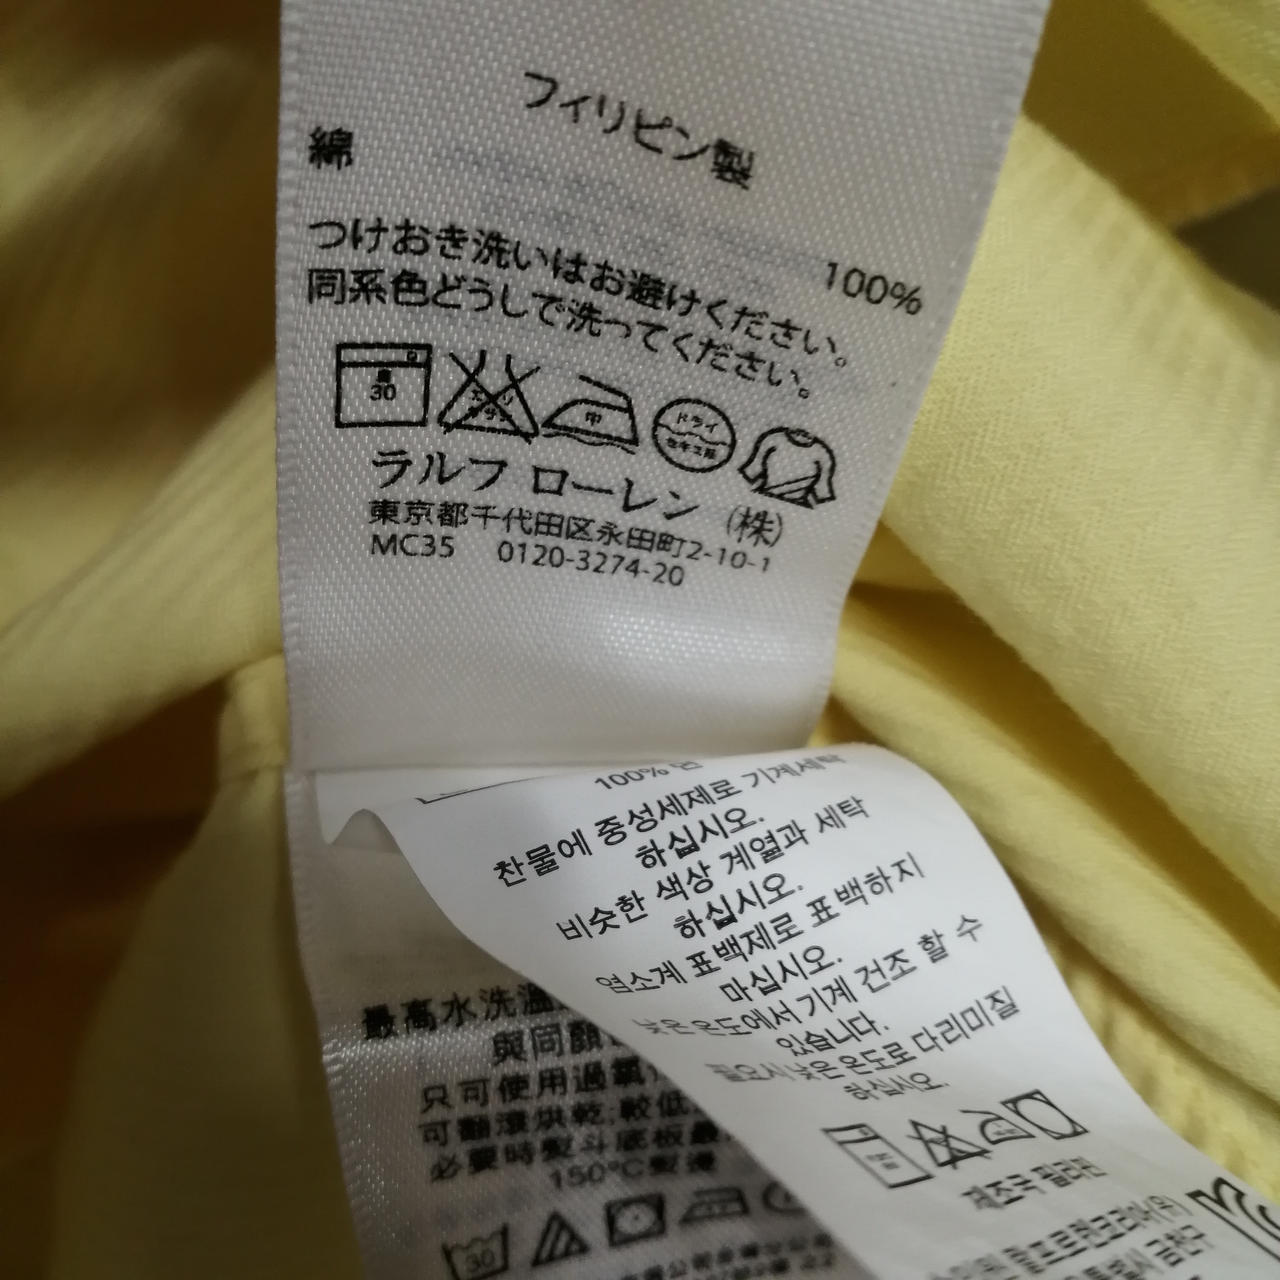 フィリピン製
綿 100%
つけおき洗いはお避けください。
同系色どうしで洗ってください。
30
中
ドライ
ラルフ ローレン (株)
東京都千代田区永田町2-10-1
MC35 0120-3274-20
100%
찬물에 중성세제로 기계세탁
하십시오.
비슷한 색상 계열과 세탁
하십시오.
염소계 표백제로 표백하지
마십시오.
낮은 온도에서 기계 건조 할 수
있습니다.
필요시 낮은 온도로 다리미질
하십시오.
제조국 필리핀
最高水洗溫
與同顏
只可使用過氧
可翻滾烘乾;較低
必要時熨斗底板最
150°C熨燙
30